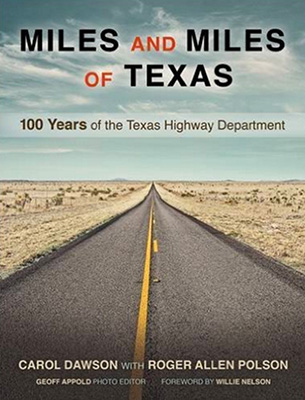 MILES AND MILES
OF TEXAS
100 Years of the Texas Highway Department
CAROL DAWSON WITH ROGER ALLEN POLSON
GEOFF APPOLD PHOTO EDITOR FOREWORD BY WILLIE NELSON